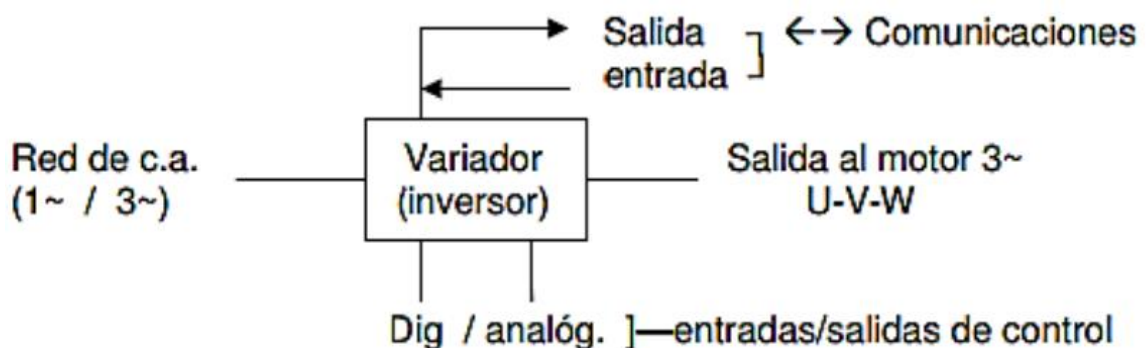 Salida
entrada
←→ Comunicaciones
Red de c.a.
(1~ / 3~)
Variador
(inversor)
Salida al motor 3~
U-V-W
Dig / analóg. ]—entradas/salidas de control